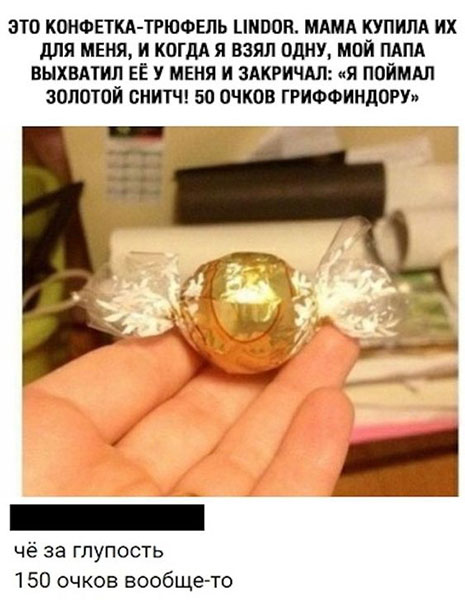 ЭТО КОНФЕТКА-ТРЮФЕЛЬ LINDOR. МАМА КУПИЛА ИХ
ДЛЯ МЕНЯ, И КОГДА Я ВЗЯЛ ОДНУ, МОЙ ПАПА
ВЫХВАТИЛ ЕЁ У МЕНЯ И ЗАКРИЧАЛ: «Я ПОЙМАЛ
ЗОЛОТОЙ СНИТЧ! 50 ОЧКОВ ГРИФФИНДОРУ»
чё за глупость
150 очков вообще-то